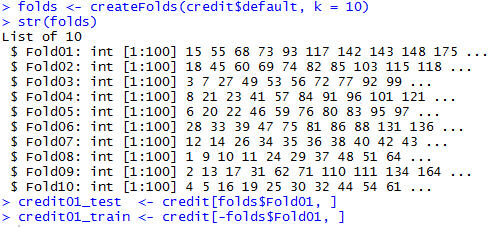 > folds <- createFolds(credit$default, k = 10)
> str(folds)
List of 10
 $ Fold01: int [1:100] 15 55 68 73 93 117 142 143 148 175 ...
 $ Fold02: int [1:100] 18 45 60 69 74 82 85 103 115 118 ...
 $ Fold03: int [1:100] 3 7 27 49 53 56 72 77 92 99 ...
 $ Fold04: int [1:100] 8 21 23 41 57 84 91 96 101 121 ...
 $ Fold05: int [1:100] 6 20 22 46 59 76 80 83 95 97 ...
 $ Fold06: int [1:100] 28 33 39 47 75 81 86 88 131 136 ...
 $ Fold07: int [1:100] 12 14 26 34 35 36 38 40 42 43 ...
 $ Fold08: int [1:100] 1 9 10 11 24 29 37 48 51 64 ...
 $ Fold09: int [1:100] 2 13 17 31 62 71 110 111 134 164 ...
 $ Fold10: int [1:100] 4 5 16 19 25 30 32 44 54 61 ...
> credit01_test  <- credit[folds$Fold01, ]
> credit01_train <- credit[-folds$Fold01, ]